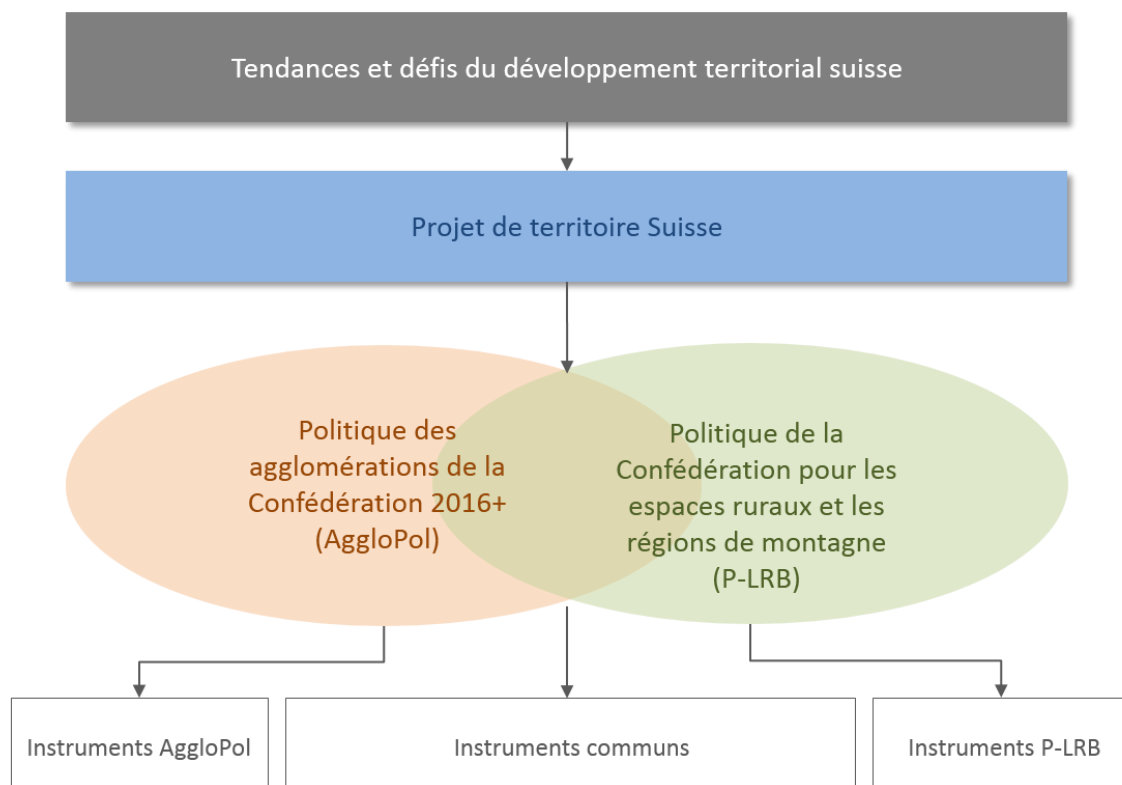 Tendances et défis du développement territorial suisse
Projet de territoire Suisse
Politique des
agglomérations de la
Confédération 2016+
(AggloPol)
Politique de la
Confédération pour les
espaces ruraux et les
régions de montagne
(P-LRB)
Instruments AggloPol
Instruments communs
Instruments P-LRB